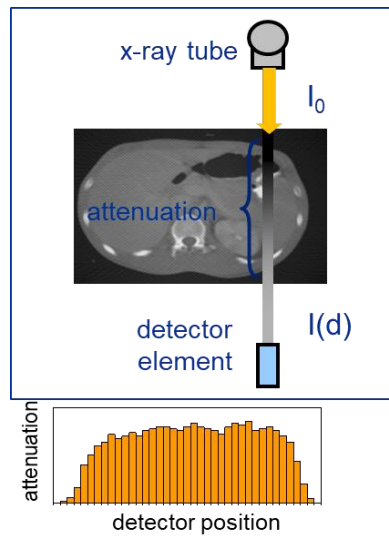 x-ray tube
I₀
attenuation
I(d)
detector
element
attenuation
detector position